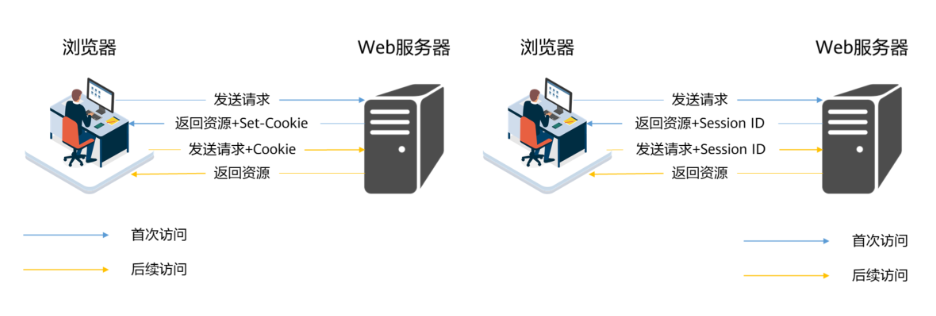 浏览器
Web服务器
发送请求
返回资源+Set-Cookie
发送请求+Cookie
返回资源
首次访问
后续访问
浏览器
Web服务器
发送请求
返回资源+Session ID
发送请求+Session ID
返回资源
首次访问
后续访问